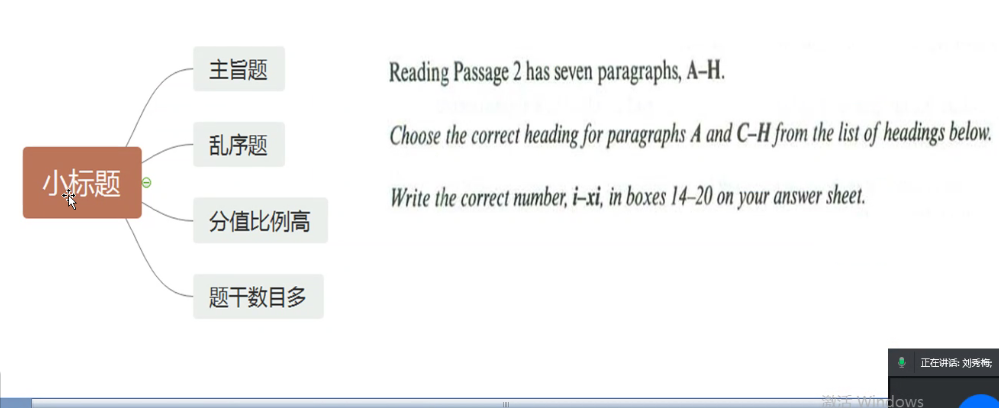 小标题
主旨题
乱序题
分值比例高
题干数目多
Reading Passage 2 has seven paragraphs, A–H.
Choose the correct heading for paragraphs A and C–H from the list of headings below.
Write the correct number, i–xi, in boxes 14–20 on your answer sheet.
正在讲话: 刘秀梅;
激活 Windows